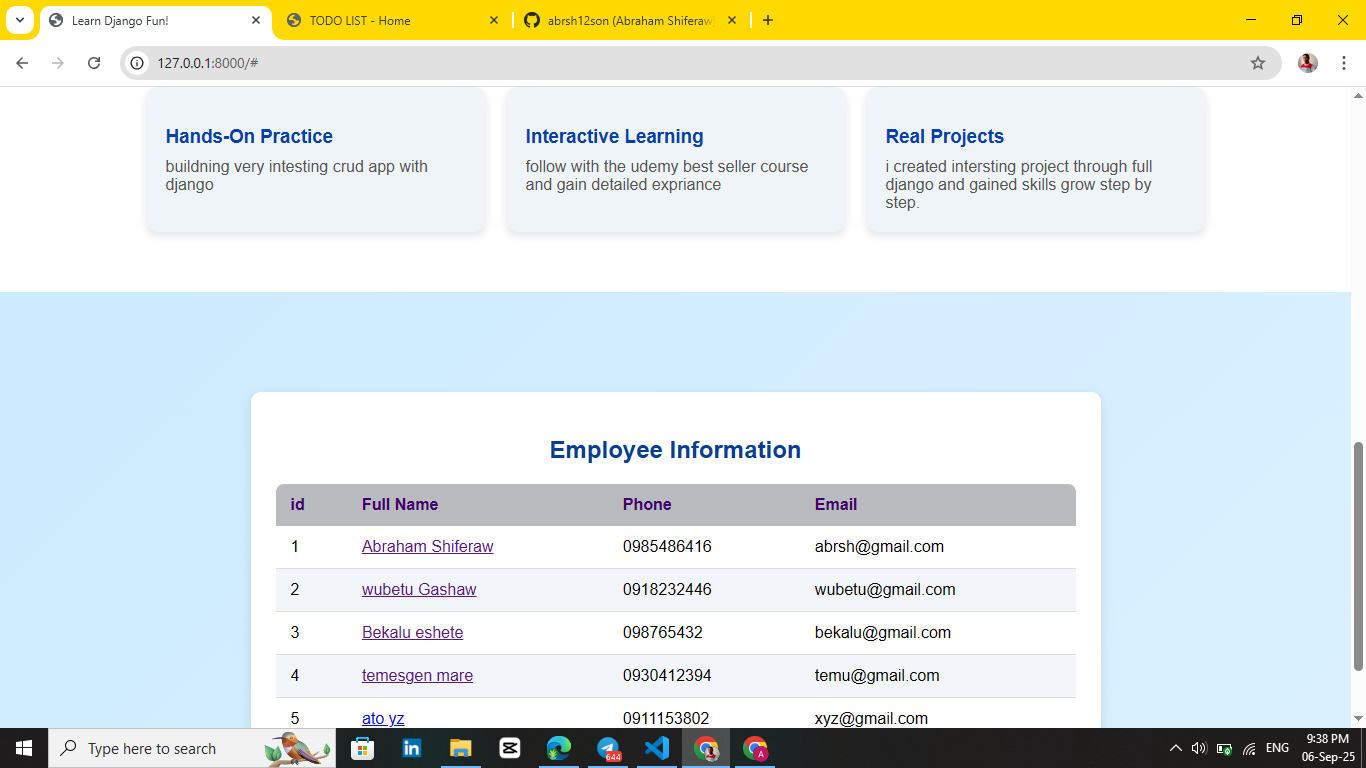 Learn Django Fun!
TODO LIST - Home
abrsh12son (Abraham Shiferaw)
127.0.0.1:8000/#
Hands-On Practice
buildning very intesting crud app with
django
Interactive Learning
follow with the udemy best seller course
and gain detailed expriance
Real Projects
i created intersting project through full
django and gained skills grow step by
step.
Employee Information
id Full Name Phone Email
1 Abraham Shiferaw 0985486416 abrsh@gmail.com
2 wubetu Gashaw 0918232446 wubetu@gmail.com
3 Bekalu eshete 098765432 bekalu@gmail.com
4 temesgen mare 0930412394 temu@gmail.com
5 ato yz 0911153802 xyz@gmail.com
Type here to search
644
A
ENG
9:38 PM
06-Sep-25